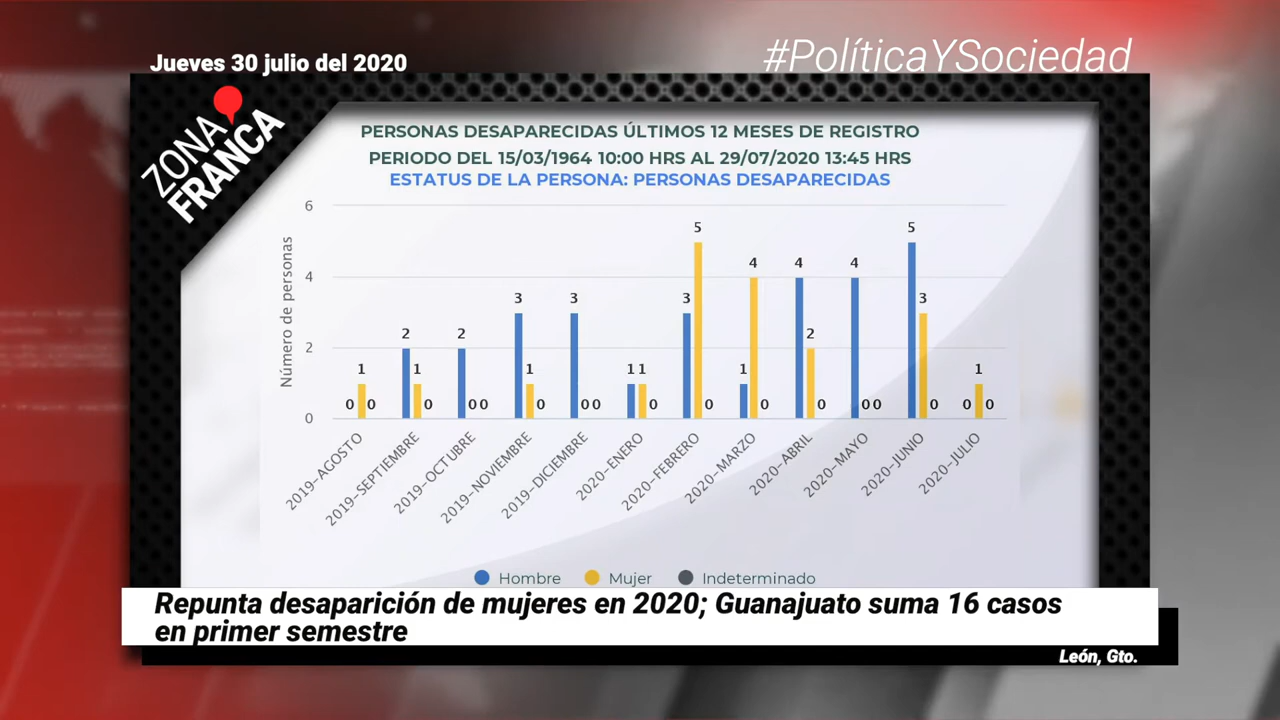 Jueves 30 julio del 2020
#PolíticaYSociedad
ZONA
FRANCA
PERSONAS DESAPARECIDAS ÚLTIMOS 12 MESES DE REGISTRO
PERIODO DEL 15/03/1964 10:00 HRS AL 29/07/2020 13:45 HRS
ESTATUS DE LA PERSONA: PERSONAS DESAPARECIDAS
Número de personas
6
4
2
0
0 1 0
2 1 0
2 0 0
3 1 0
3 0 0
1 1 0
3 5 0
1 4 0
4 2 0
4 0 0
5 3 0
0 1 0
2019-AGOSTO
2019-SEPTIEMBRE
2019-OCTUBRE
2019-NOVIEMBRE
2019-DICIEMBRE
2020-ENERO
2020-FEBRERO
2020-MARZO
2020-ABRIL
2020-MAYO
2020-JUNIO
2020-JULIO
Hombre Mujer Indeterminado
Repunta desaparición de mujeres en 2020; Guanajuato suma 16 casos
en primer semestre
León, Gto.